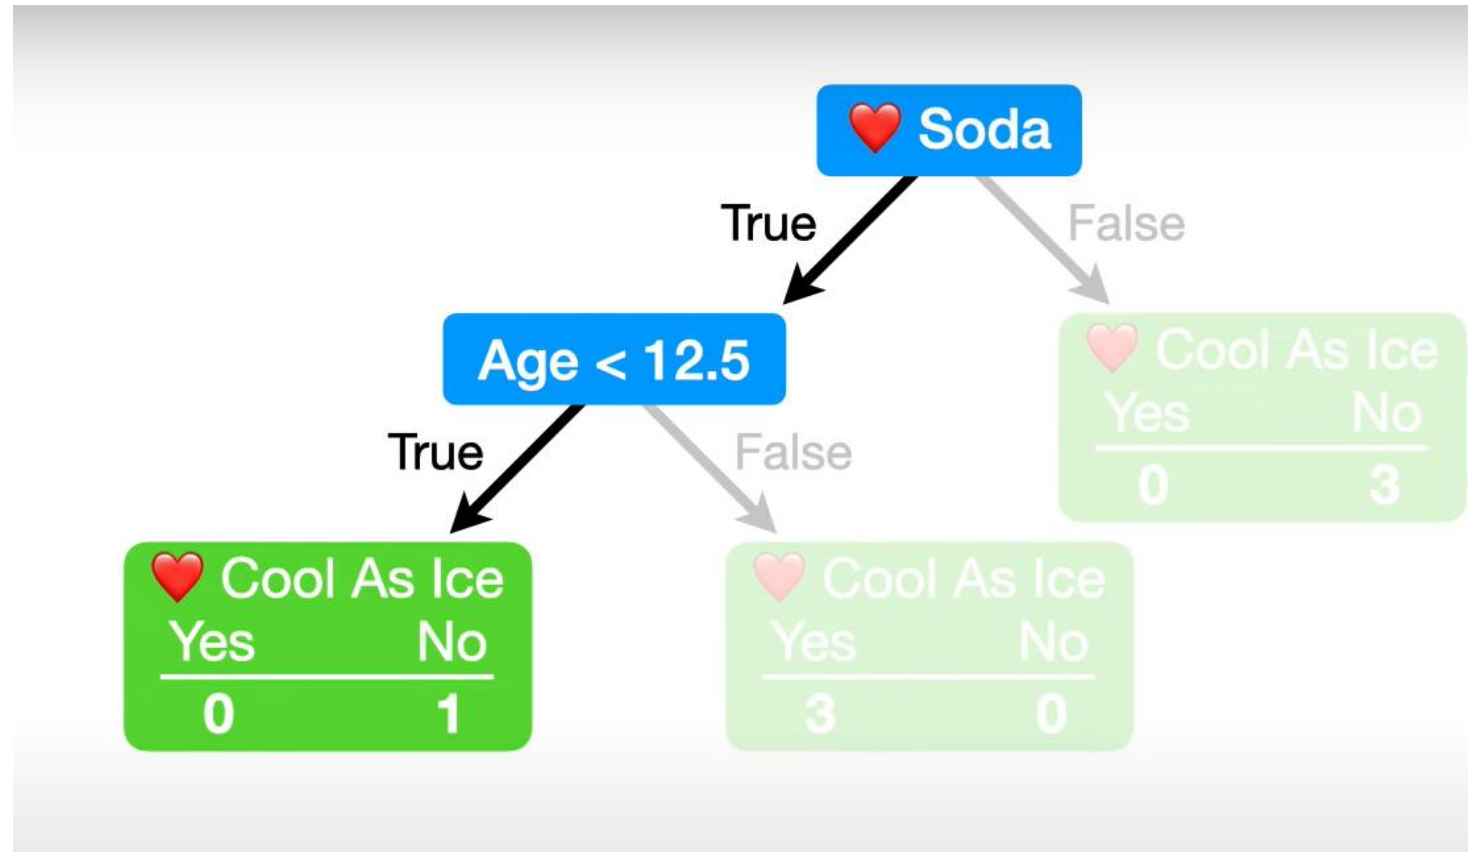 ❤️ Soda
True
False
Age < 12.5
❤️ Cool As Ice
Yes No
0 3
True
False
❤️ Cool As Ice
Yes No
0 1
❤️ Cool As Ice
Yes No
3 0